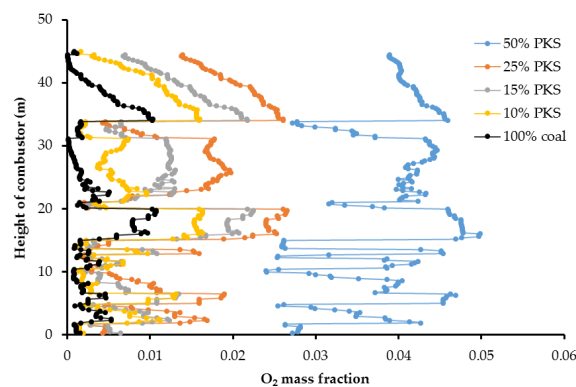 50% PKS
25% PKS
15% PKS
10% PKS
100% coal
Height of combustor (m)
50
40
30
20
10
0
0
0.01
0.02
0.03
0.04
0.05
0.06
O₂ mass fraction